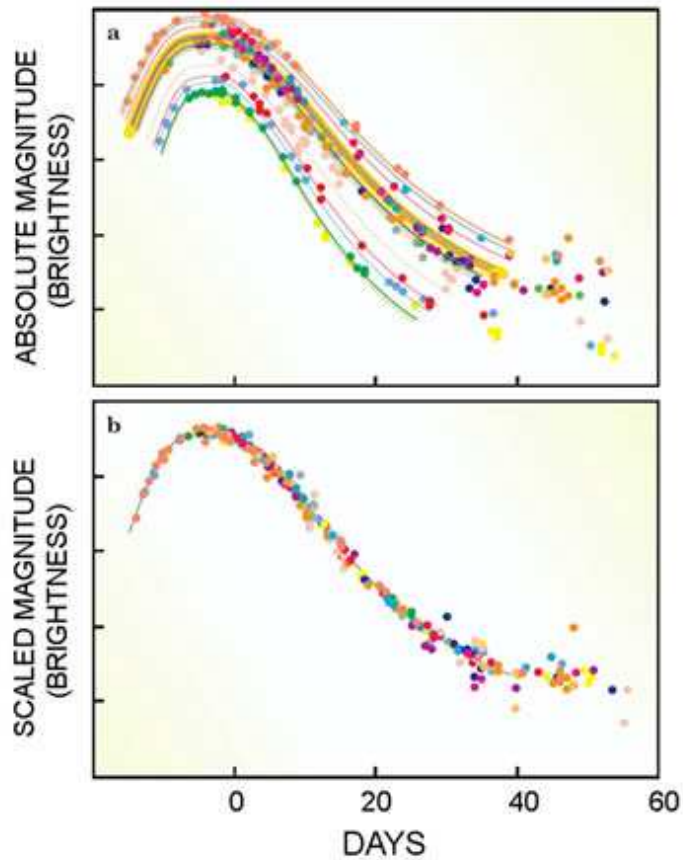 a
ABSOLUTE MAGNITUDE
(BRIGHTNESS)
b
SCALED MAGNITUDE
(BRIGHTNESS)
0
20
40
60
DAYS